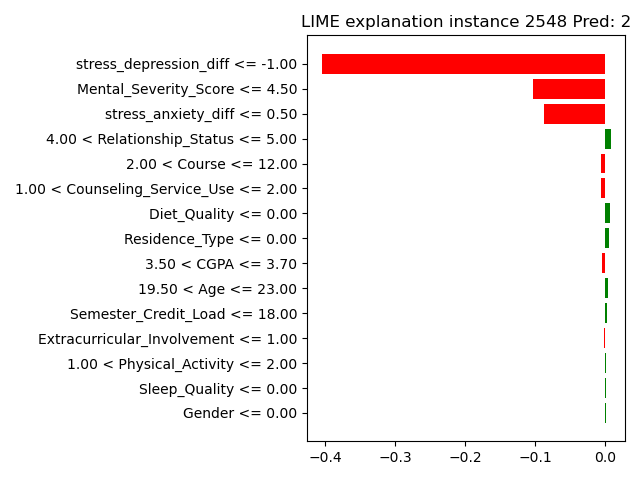 LIME explanation instance 2548 Pred: 2
stress_depression_diff <= -1.00
Mental_Severity_Score <= 4.50
stress_anxiety_diff <= 0.50
4.00 < Relationship_Status <= 5.00
2.00 < Course <= 12.00
1.00 < Counseling_Service_Use <= 2.00
Diet_Quality <= 0.00
Residence_Type <= 0.00
3.50 < CGPA <= 3.70
19.50 < Age <= 23.00
Semester_Credit_Load <= 18.00
Extracurricular_Involvement <= 1.00
1.00 < Physical_Activity <= 2.00
Sleep_Quality <= 0.00
Gender <= 0.00
−0.4 −0.3 −0.2 −0.1 0.0